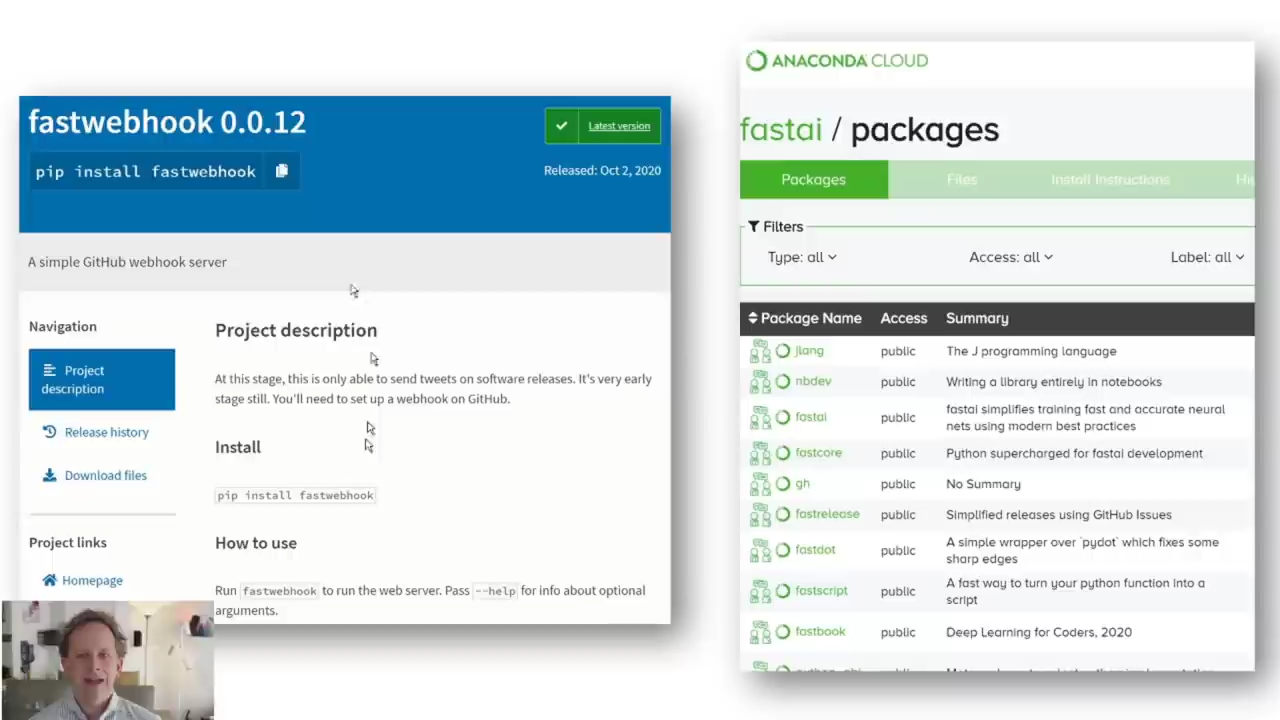 fastwebhook 0.0.12
Latest version
pip install fastwebhook
Released: Oct 2, 2020
A simple GitHub webhook server
Navigation
Project
description
Release history
Download files
Project links
Homepage
Project description
At this stage, this is only able to send tweets on software releases. It's very early
stage still. You'll need to set up a webhook on GitHub.
Install
pip install fastwebhook
How to use
Run fastwebhook to run the web server. Pass --help for info about optional
arguments.
ANACONDA CLOUD
fastai / packages
Packages Files Install Instructions
Filters
Type: all Access: all Label: all
Package Name Access Summary
jlang public The J programming language
nbdev public Writing a library entirely in notebooks
fastai public fastai simplifies training fast and accurate neural
nets using modern best practices
fastcore public Python supercharged for fastai development
gh public No Summary
fastrelease public Simplified releases using GitHub Issues
fastdot public A simple wrapper over `pydot` which fixes some
sharp edges
fastscript public A fast way to turn your python function into a
script
fastbook public Deep Learning for Coders, 2020